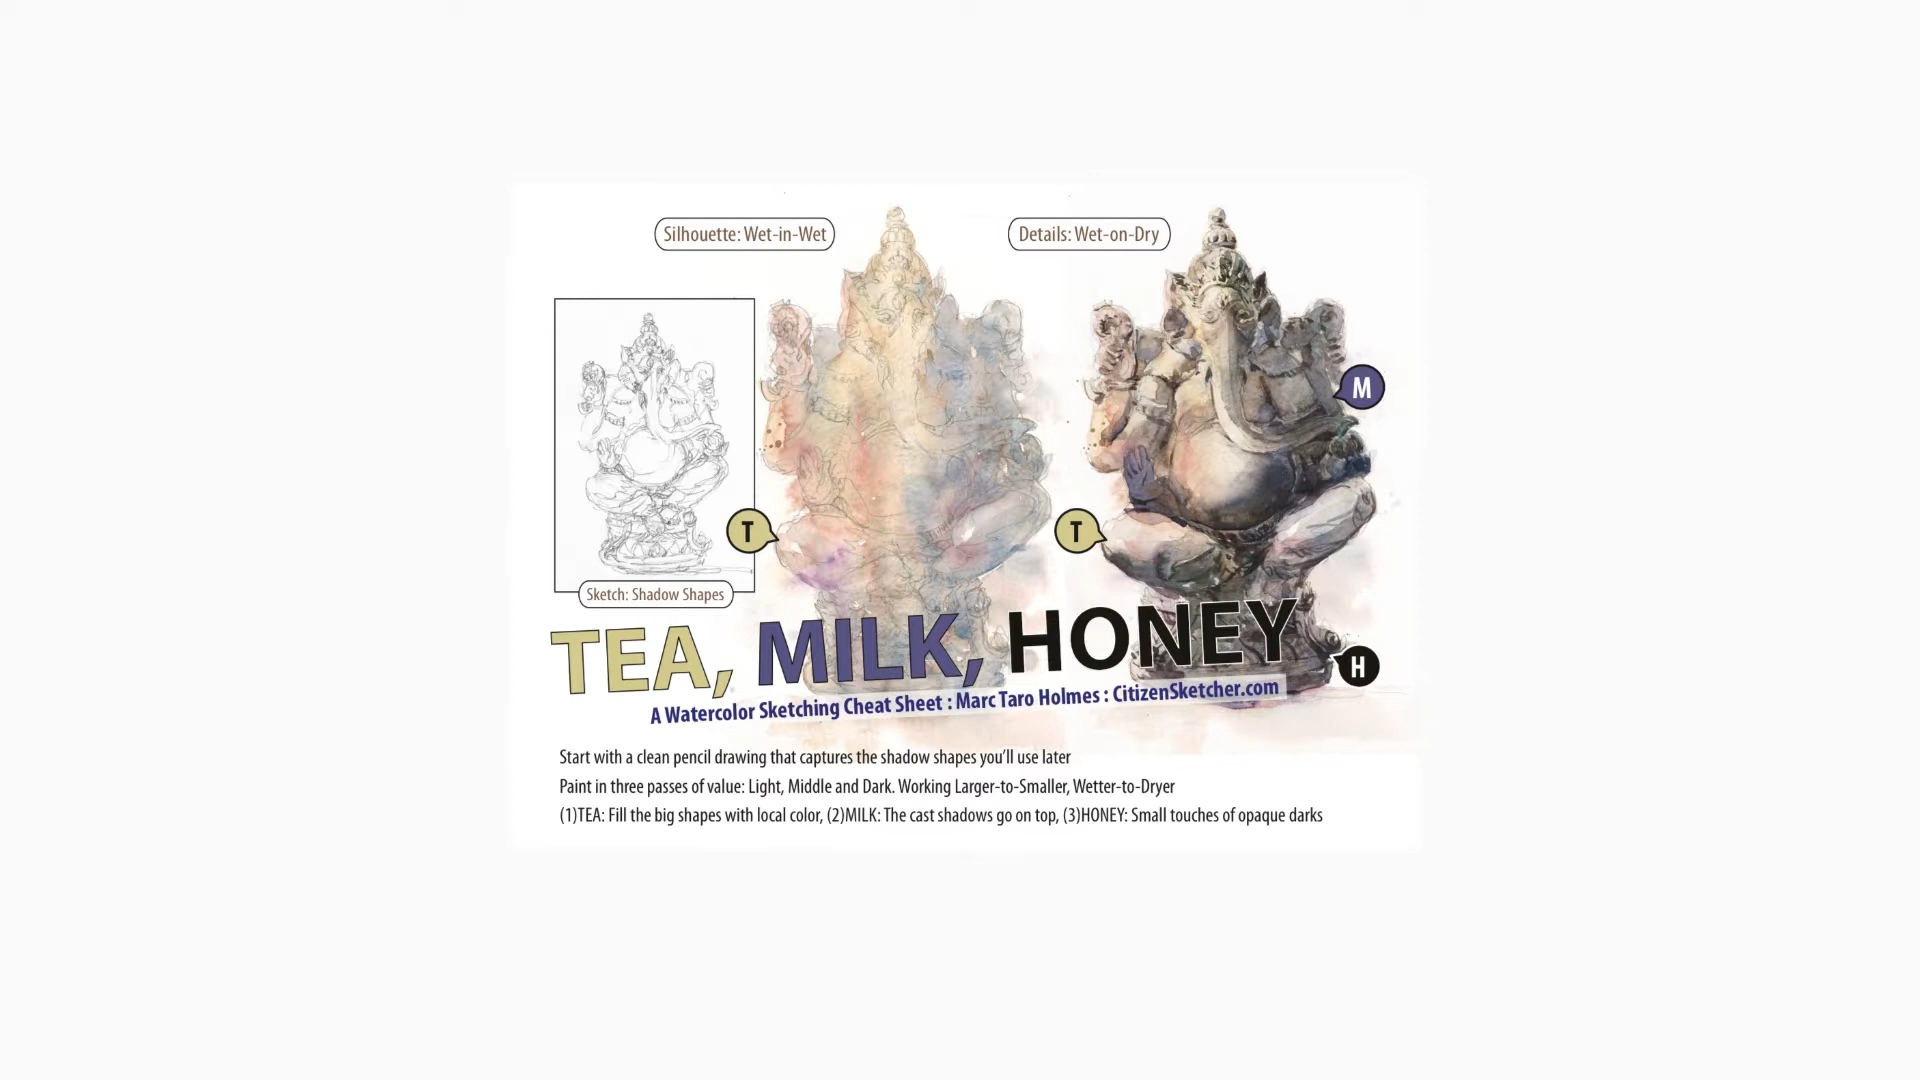 Silhouette: Wet-in-Wet
Details: Wet-on-Dry
M
T
T
Sketch: Shadow Shapes
TEA, MILK, HONEY
H
A Watercolor Sketching Cheat Sheet : Marc Taro Holmes : CitizenSketcher.com
Start with a clean pencil drawing that captures the shadow shapes you’ll use later
Paint in three passes of value: Light, Middle and Dark. Working Larger-to-Smaller, Wetter-to-Dryer
(1)TEA: Fill the big shapes with local color, (2)MILK: The cast shadows go on top, (3)HONEY: Small touches of opaque darks